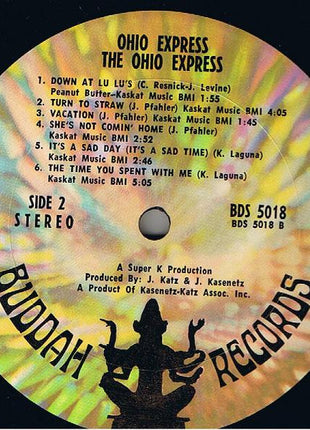 OHIO EXPRESS
THE OHIO EXPRESS
1. DOWN AT LU LU'S (C. Resnick-J. Levine)
Peanut Butter-Kaskat Music BMI 1:55
2. TURN TO STRAW (J. Pfahler) Kaskat Music BMI 4:05
3. VACATION (J. Pfahler) Kaskat Music BMI 1:45
4. SHE'S NOT COMIN' HOME (J. Pfahler)
Kaskat Music BMI 2:52
5. IT'S A SAD DAY (IT'S A SAD TIME) (K. Laguna)
Kaskat Music BMI 2:46
6. THE TIME YOU SPENT WITH ME (K. Laguna)
Kaskat Music BMI 5:05
SIDE 2
STEREO
BDS 5018
BDS 5018 B
A Super K Production
Produced By: J. Katz & J. Kasenetz
A Product Of Kasenetz-Katz Assoc. Inc.
BUDDAH RECORDS